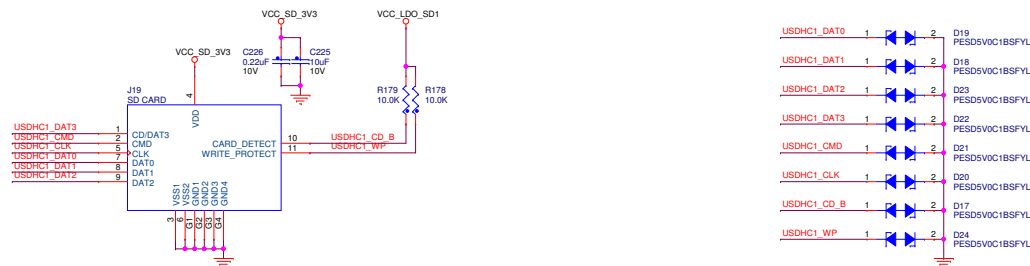 VCC_SD_3V3
VCC_LDO_SD1
VCC_SD_3V3
C226
0.22uF
10V
C225
10uF
10V
R179
10.0K
R178
10.0K
J19
SD CARD
4
VDD
USDHC1_DAT3
1
CD/DAT3
USDHC1_CMD
2
CMD
USDHC1_CLK
5
CLK
USDHC1_DAT0
7
DAT0
USDHC1_DAT1
8
DAT1
USDHC1_DAT2
9
DAT2
CARD_DETECT
10
USDHC1_CD_B
WRITE_PROTECT
11
USDHC1_WP
VSS1
VSS2
GND1
GND2
GND3
GND4
3
6
G1
G2
G3
G4
USDHC1_DAT0
1
2
D19
PESD5V0C1BSFYL
USDHC1_DAT1
1
2
D18
PESD5V0C1BSFYL
USDHC1_DAT2
1
2
D23
PESD5V0C1BSFYL
USDHC1_DAT3
1
2
D22
PESD5V0C1BSFYL
USDHC1_CMD
1
2
D21
PESD5V0C1BSFYL
USDHC1_CLK
1
2
D20
PESD5V0C1BSFYL
USDHC1_CD_B
1
2
D17
PESD5V0C1BSFYL
USDHC1_WP
1
2
D24
PESD5V0C1BSFYL